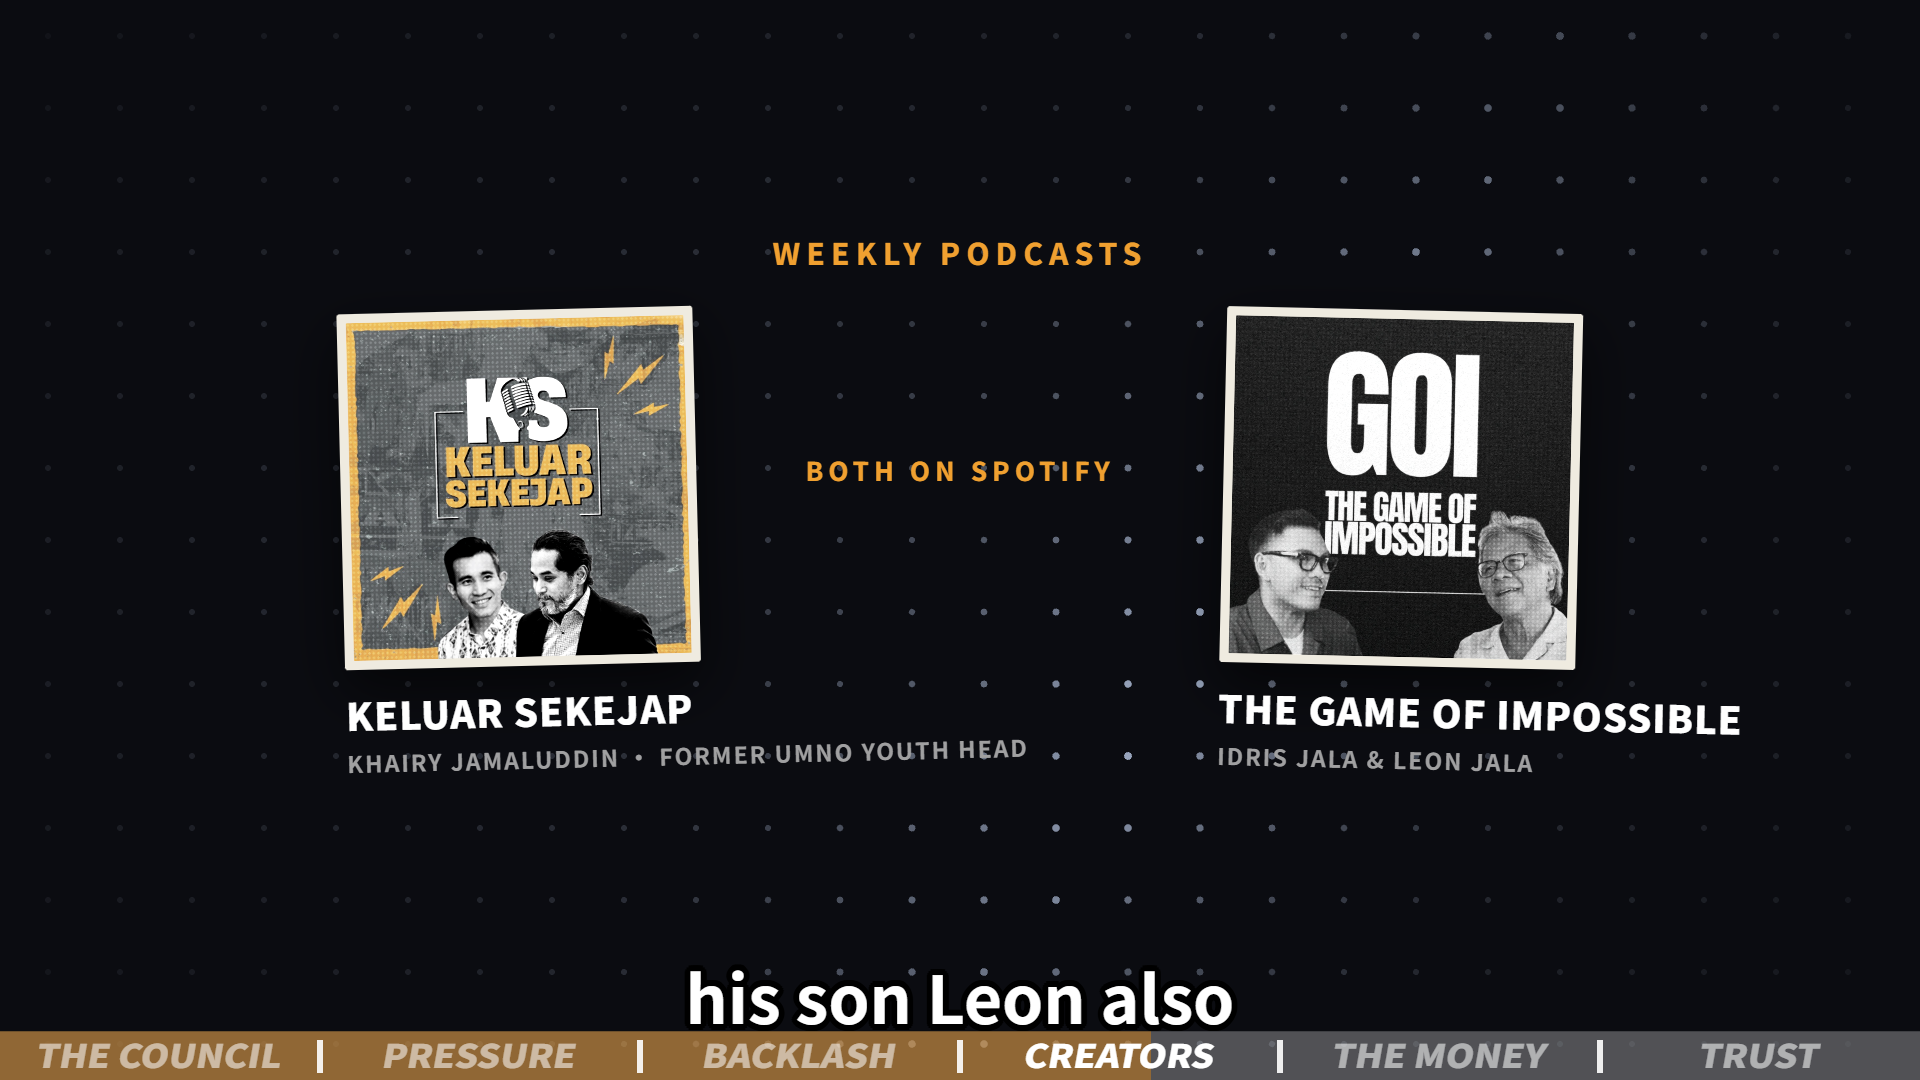 WEEKLY PODCASTS
KS
KELUAR
SEKEJAP
BOTH ON SPOTIFY
GOI
THE GAME OF
IMPOSSIBLE
KELUAR SEKEJAP
KHAIRY JAMALUDDIN • FORMER UMNO YOUTH HEAD
THE GAME OF IMPOSSIBLE
IDRIS JALA & LEON JALA
his son Leon also
THE COUNCIL | PRESSURE | BACKLASH | CREATORS | THE MONEY | TRUST